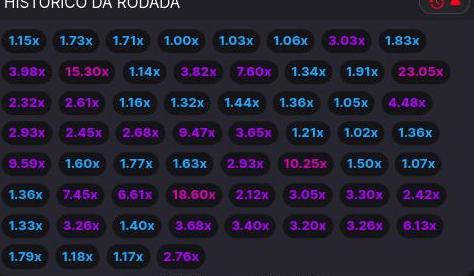 HISTÓRICO DA RODADA
1.15x 1.73x 1.71x 1.00x 1.03x 1.06x 3.03x 1.83x
3.98x 15.30x 1.14x 3.82x 7.60x 1.34x 1.91x 23.05x
2.32x 2.61x 1.16x 1.32x 1.44x 1.36x 1.05x 4.48x
2.93x 2.45x 2.68x 9.47x 3.65x 1.21x 1.02x 1.36x
9.59x 1.60x 1.77x 1.63x 2.93x 10.25x 1.50x 1.07x
1.36x 7.45x 6.61x 18.60x 2.12x 3.05x 3.30x 2.42x
1.33x 3.26x 1.40x 3.68x 3.40x 3.20x 3.26x 6.13x
1.79x 1.18x 1.17x 2.76x